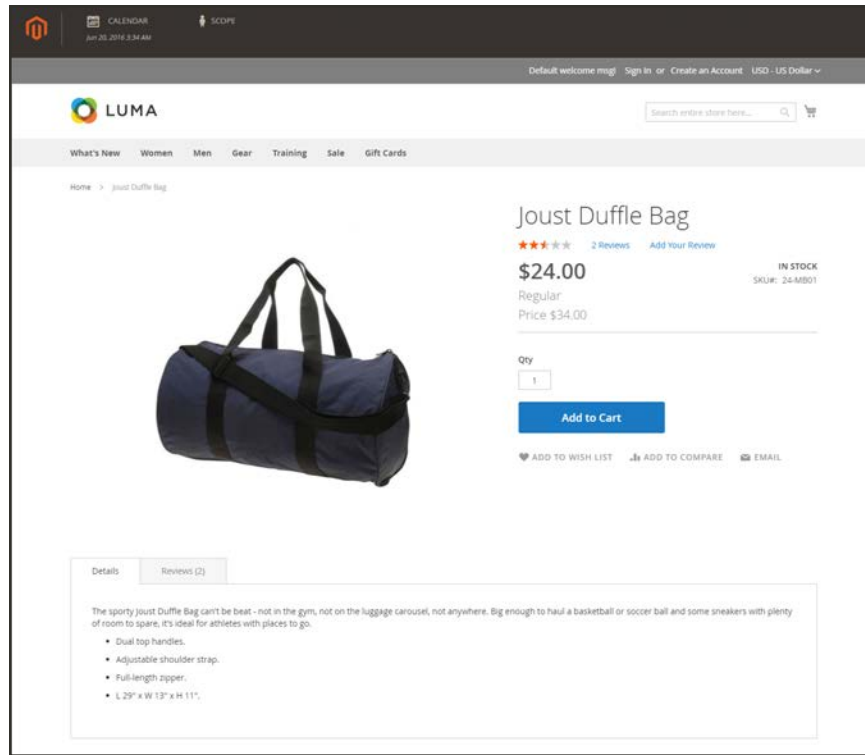 CALENDAR
SCOPE
Jun 20, 2016 3:34 AM
Default welcome msg! Sign In or Create an Account USD - US Dollar
LUMA
Search entire store here...
What's New Women Men Gear Training Sale Gift Cards
Home > Joust Duffle Bag
Joust Duffle Bag
2 Reviews Add Your Review
$24.00
IN STOCK
SKU#: 24-MB01
Regular
Price $34.00
Qty
1
Add to Cart
ADD TO WISH LIST ADD TO COMPARE EMAIL
Details Reviews (2)
The sporty Joust Duffle Bag can't be beat - not in the gym, not on the luggage carousel, not anywhere. Big enough to haul a basketball or soccer ball and some sneakers with plenty
of room to spare, it's ideal for athletes with places to go.
• Dual top handles.
• Adjustable shoulder strap.
• Full-length zipper.
• L 29" x W 13" x H 11".